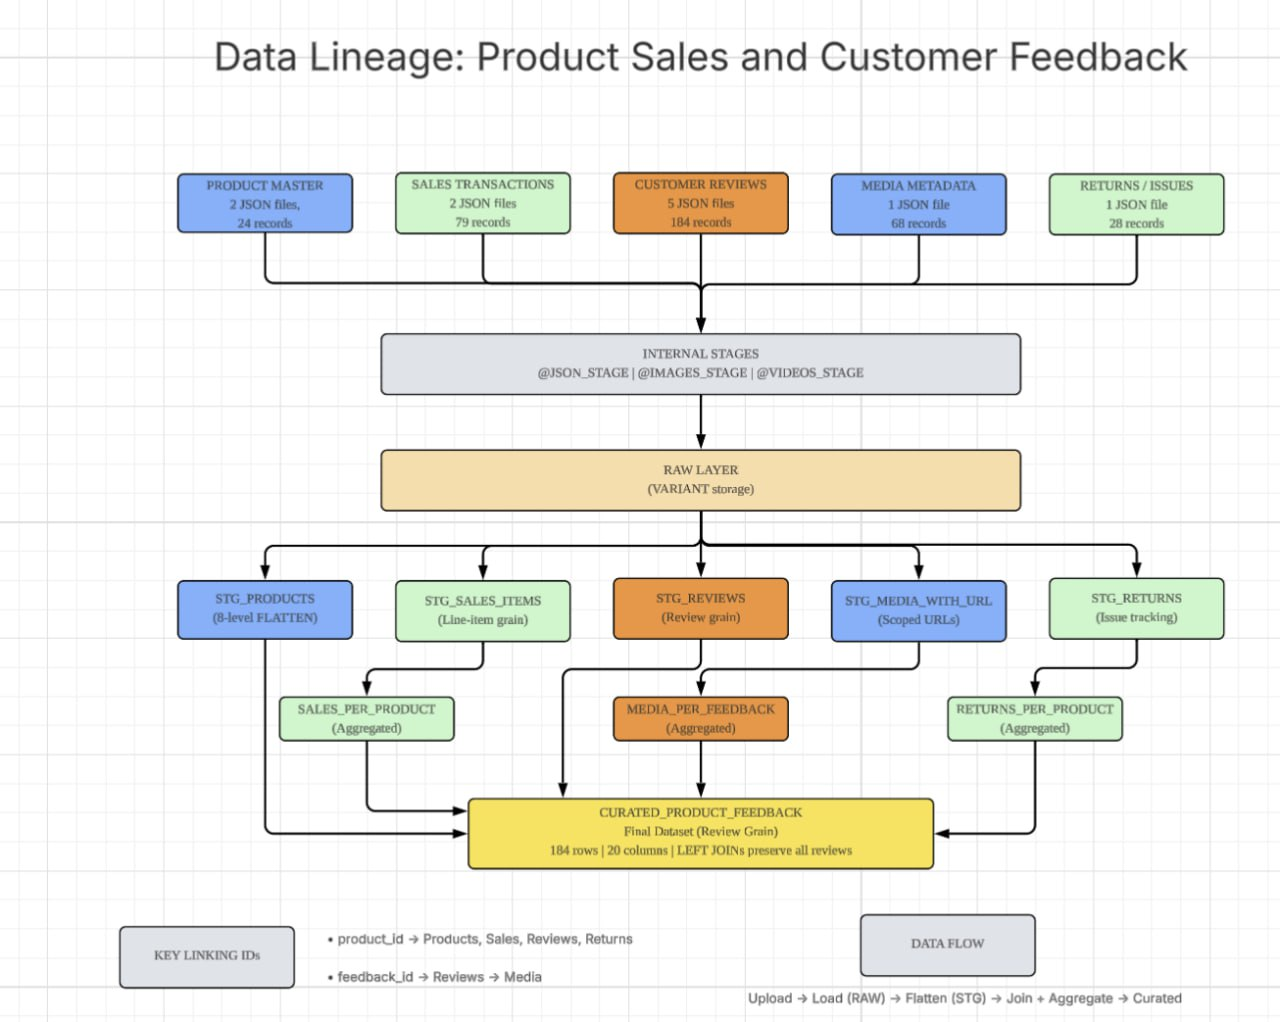 Data Lineage: Product Sales and Customer Feedback
PRODUCT MASTER
2 JSON files,
24 records
SALES TRANSACTIONS
2 JSON files
79 records
CUSTOMER REVIEWS
5 JSON files
184 records
MEDIA METADATA
1 JSON file
68 records
RETURNS / ISSUES
1 JSON file
28 records
INTERNAL STAGES
@JSON_STAGE | @IMAGES_STAGE | @VIDEOS_STAGE
RAW LAYER
(VARIANT storage)
STG_PRODUCTS
(8-level FLATTEN)
STG_SALES_ITEMS
(Line-item grain)
STG_REVIEWS
(Review grain)
STG_MEDIA_WITH_URL
(Scoped URLs)
STG_RETURNS
(Issue tracking)
SALES_PER_PRODUCT
(Aggregated)
MEDIA_PER_FEEDBACK
(Aggregated)
RETURNS_PER_PRODUCT
(Aggregated)
CURATED_PRODUCT_FEEDBACK
Final Dataset (Review Grain)
184 rows | 20 columns | LEFT JOINs preserve all reviews
KEY LINKING IDs
• product_id → Products, Sales, Reviews, Returns
• feedback_id → Reviews → Media
DATA FLOW
Upload → Load (RAW) → Flatten (STG) → Join + Aggregate → Curated